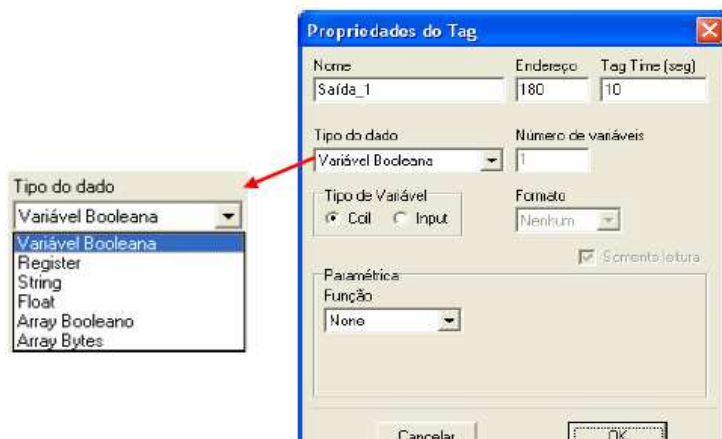 Propriedades do Tag
Nome Endereço Tag Time (seg)
Saída_1 180 10
Tipo do dado Número de variáveis
Variável Booleana 1
Tipo de Variável Formato
Coil Input Nenhum
Somente leitura
Paramétrica
Função
None
Cancelar OK
Tipo do dado
Variável Booleana
Variável Booleana
Register
String
Float
Array Booleano
Array Bytes